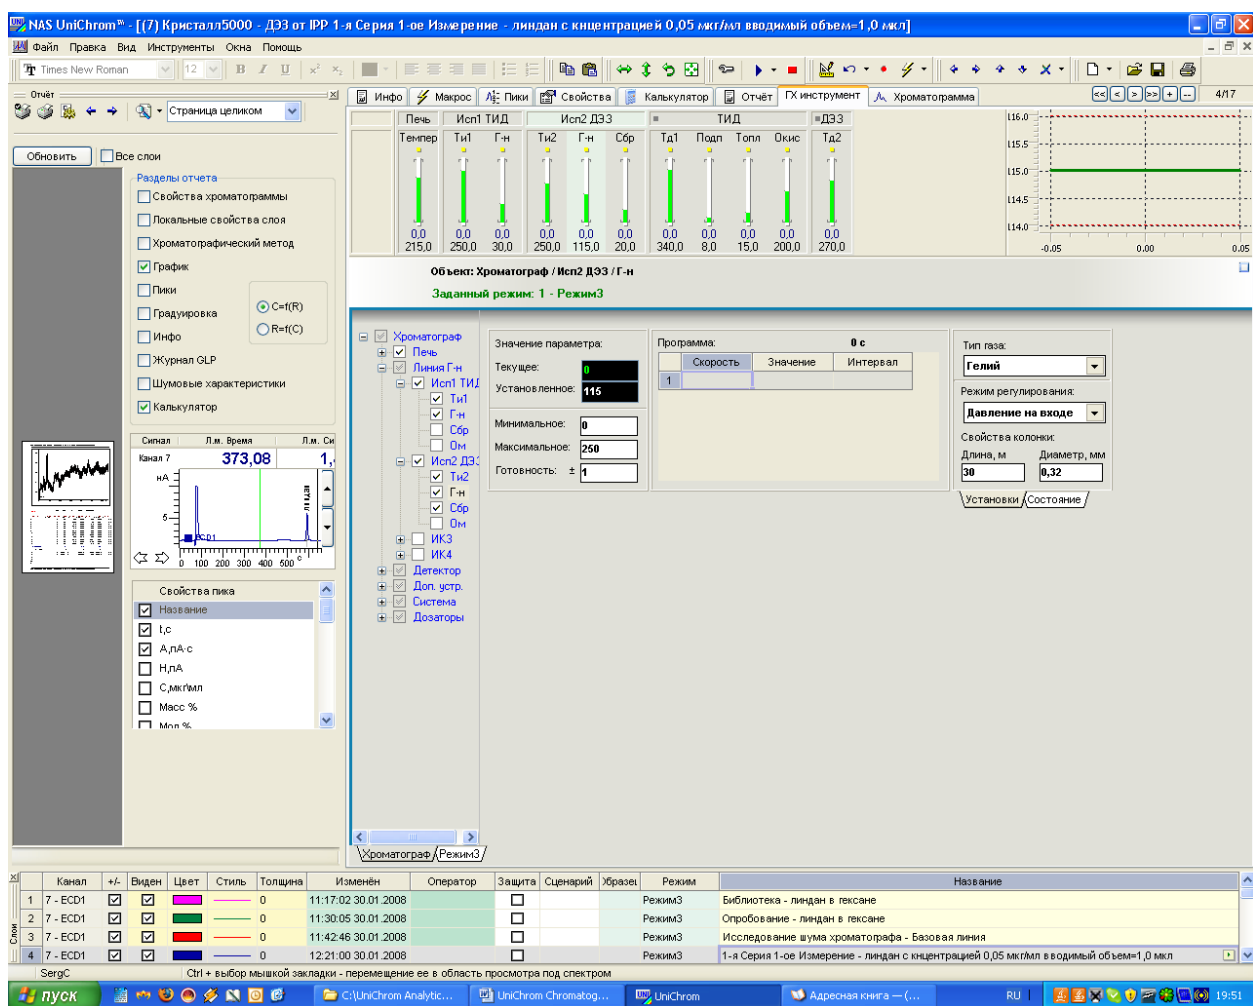 NAS UniChrom™ - [(7) Кристалл5000 - ДЭЗ от IPP 1-я Серия 1-ое Измерение - линдан с кнцентрацией 0,05 мкг/мл вводимый объем=1,0 мкл]
Файл Правка Вид Инструменты Окна Помощь
Times New Roman 12 B I U x² x₂
Отчёт
Страница целиком
Обновить Все слои
Разделы отчета
Свойства хроматограммы
Локальные свойства слоя
Хроматографический метод
График
Пики
Градуировка
Инфо
Журнал GLP
Шумовые характеристики
Калькулятор
C=f(R)
R=f(C)
Сигнал Л.м. Время Л.м. Си
Канал 7 373,08 1,
нА
5
ECD1
Линдан
0 100 200 300 400 500 с
Свойства пика
Название
t,с
A,пА·с
H,пА
С,мкг/мл
Масс %
Мол %
Инфо Макрос Пики Свойства Калькулятор Отчёт ГХ инструмент Хроматограмма
<< < > >> + -- 4/17
Печь Исп1 ТИД Исп2 ДЭЗ ТИД ДЭЗ
Темпер Ти1 Г-н Ти2 Г-н Сбр Тд1 Подп Топл Окис Тд2
0,0 0,0 0,0 0,0 0,0 0,0 0,0 0,0 0,0 0,0 0,0
215,0 250,0 30,0 250,0 115,0 20,0 340,0 8,0 15,0 200,0 270,0
116.0
115.5
115.0
114.5
114.0
-0.05 0.00 0.05
Объект: Хроматограф / Исп2 ДЭЗ / Г-н
Заданный режим: 1 - Режим3
Хроматограф
Печь
Линия Г-н
Исп1 ТИД
Ти1
Г-н
Сбр
Ом
Исп2 ДЭЗ
Ти2
Г-н
Сбр
Ом
ИК3
ИК4
Детектор
Доп. устр.
Система
Дозаторы
Хроматограф Режим3
Значение параметра:
Текущее: 0
Установленное: 115
Минимальное: 0
Максимальное: 250
Готовность: ± 1
Программа: 0 с
Скорость Значение Интервал
1
Тип газа:
Гелий
Режим регулирования:
Давление на входе
Свойства колонки:
Длина, м Диаметр, мм
30 0,32
Установки Состояние
Слои
Канал +/- Виден Цвет Стиль Толщина Изменён Оператор Защита Сценарий Образец Режим Название
1 7 - ECD1 0 11:17:02 30.01.2008 Режим3 Библиотека - линдан в гексане
2 7 - ECD1 0 11:30:05 30.01.2008 Режим3 Опробование - линдан в гексане
3 7 - ECD1 0 11:42:46 30.01.2008 Режим3 Исследование шума хроматографа - Базовая линия
4 7 - ECD1 0 12:21:00 30.01.2008 Режим3 1-я Серия 1-ое Измерение - линдан с кнцентрацией 0,05 мкг/мл вводимый объем=1,0 мкл
SergC Ctrl + выбор мышкой закладки - перемещение ее в область просмотра под спектром
пуск C:\UniChrom Analytic... UniChrom Chromatog... UniChrom Адресная книга — (... RU 19:51